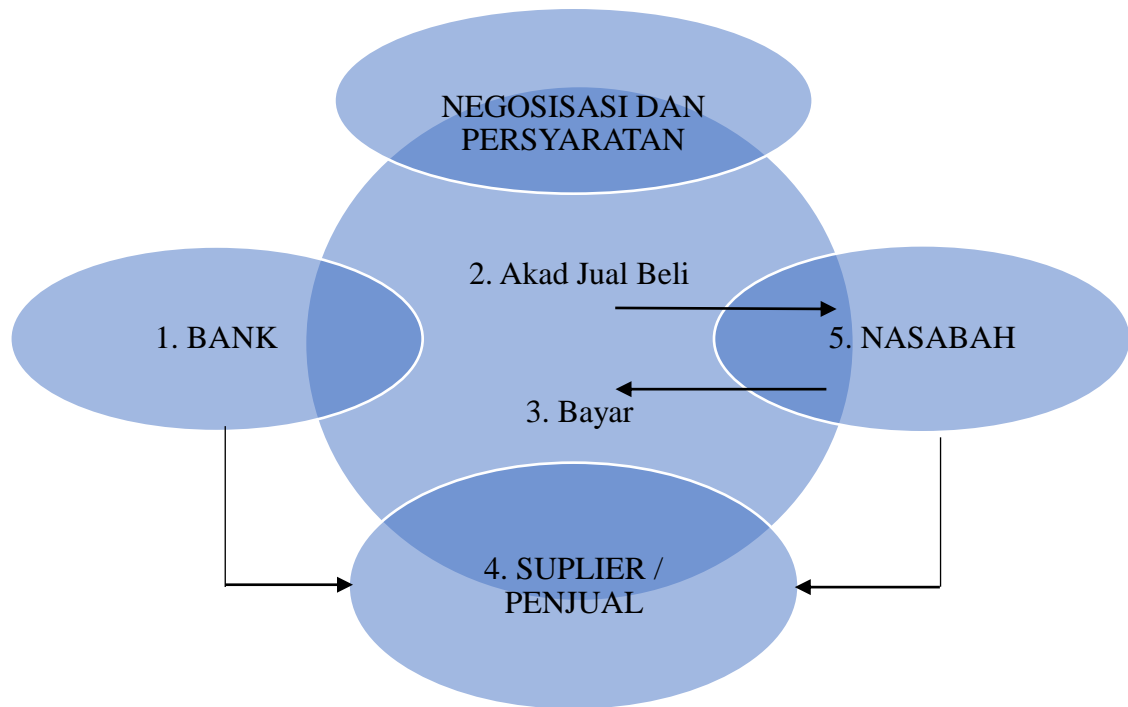 NEGOSISASI DAN
PERSYARATAN
2. Akad Jual Beli
1. BANK
5. NASABAH
3. Bayar
4. SUPLIER /
PENJUAL